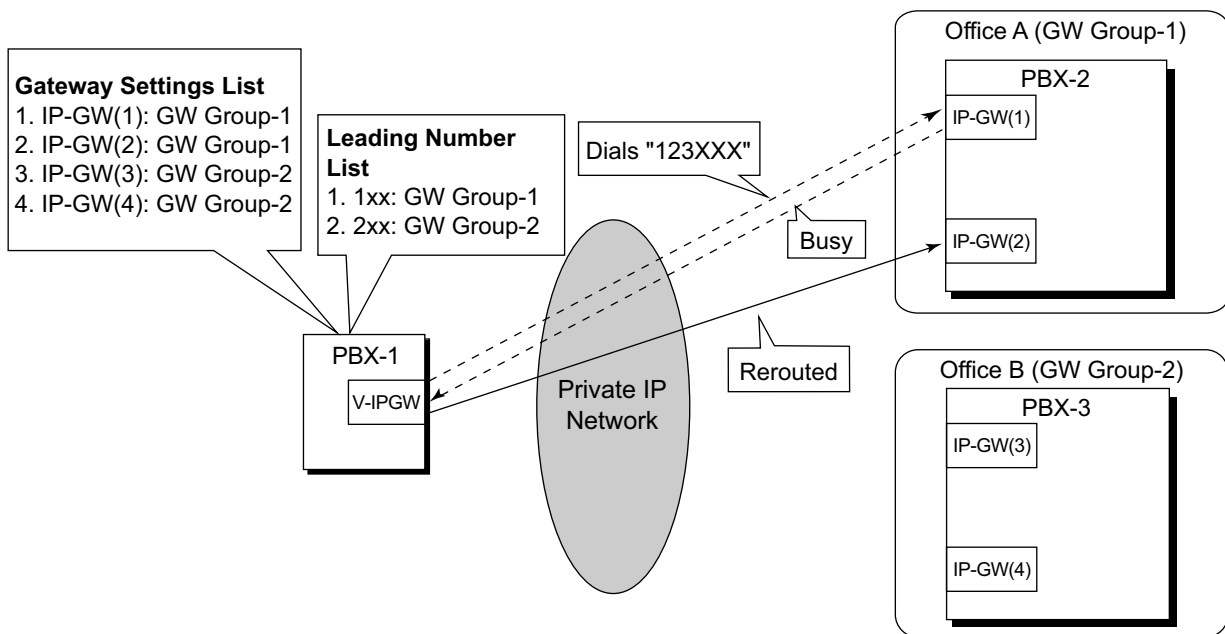 Gateway Settings List
1. IP-GW(1): GW Group-1
2. IP-GW(2): GW Group-1
3. IP-GW(3): GW Group-2
4. IP-GW(4): GW Group-2
Leading Number
List
1. 1xx: GW Group-1
2. 2xx: GW Group-2
PBX-1
V-IPGW
Private IP
Network
Dials "123XXX"
Busy
Rerouted
Office A (GW Group-1)
PBX-2
IP-GW(1)
IP-GW(2)
Office B (GW Group-2)
PBX-3
IP-GW(3)
IP-GW(4)